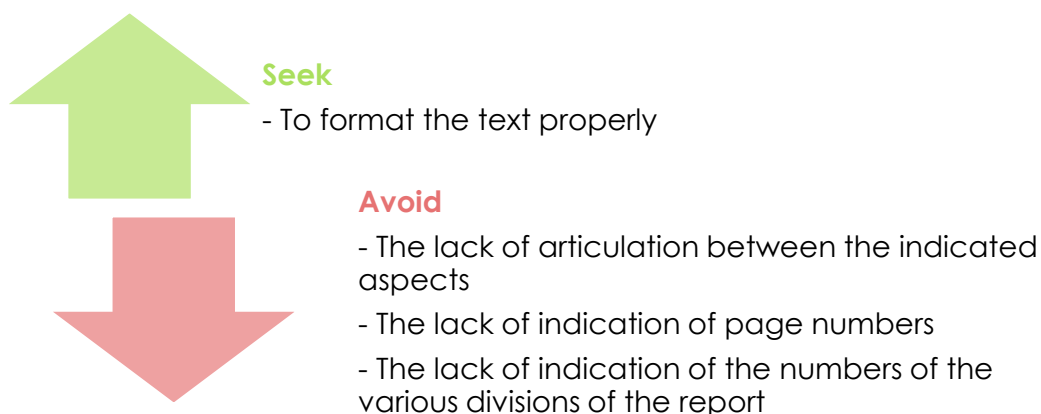 Seek
- To format the text properly
Avoid
- The lack of articulation between the indicated
aspects
- The lack of indication of page numbers
- The lack of indication of the numbers of the
various divisions of the report